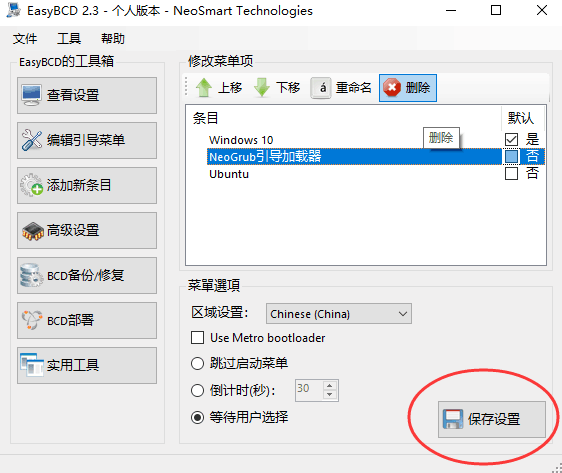 EasyBCD 2.3 - 个人版本 - NeoSmart Technologies
文件 工具 帮助
EasyBCD的工具箱
查看设置
编辑引导菜单
添加新条目
高级设置
BCD备份/修复
BCD部署
实用工具
修改菜单项
上移 下移 á 重命名 删除
条目 默认
删除
Windows 10 是
NeoGrub引导加载器 否
Ubuntu 否
菜單選項
区域设置: Chinese (China)
Use Metro bootloader
跳过启动菜单
倒计时(秒): 30
等待用户选择
保存设置